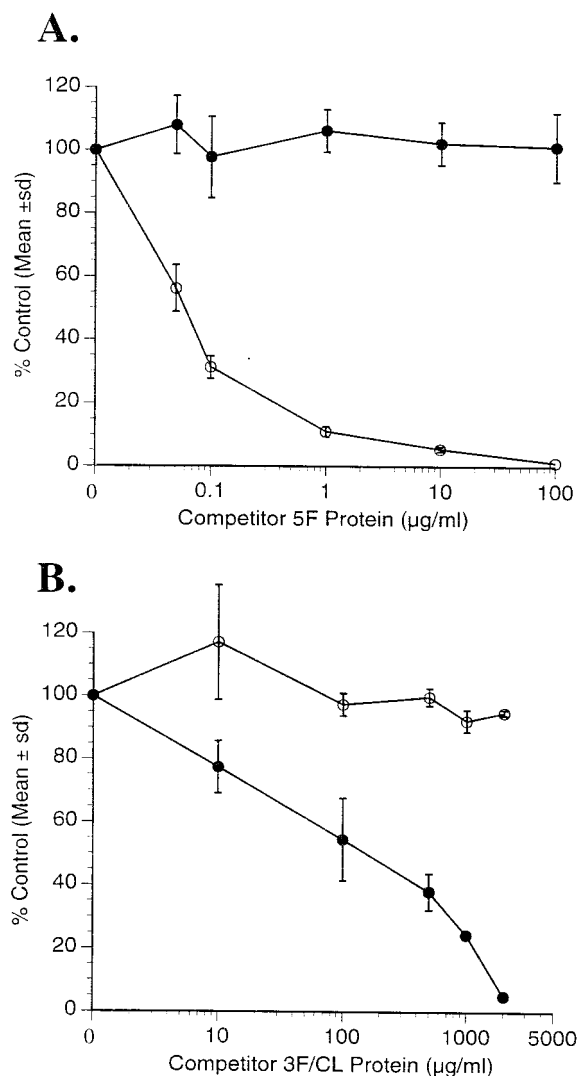 A.
120
100
80
60
40
20
0
% Control (Mean ±sd)
0 0.1 1 10 100
Competitor 5F Protein (µg/ml)
B.
120
100
80
60
40
20
0
% Control (Mean ± sd)
0 10 100 1000 5000
Competitor 3F/CL Protein (µg/ml)